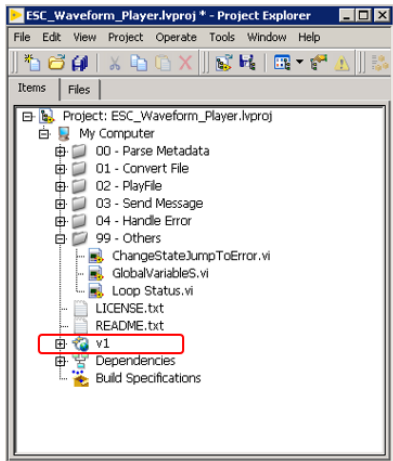 ESC_Waveform_Player.lvproj * - Project Explorer
File Edit View Project Operate Tools Window Help
Items Files
Project: ESC_Waveform_Player.lvproj
My Computer
00 - Parse Metadata
01 - Convert File
02 - PlayFile
03 - Send Message
04 - Handle Error
99 - Others
ChangeStateJumpToError.vi
GlobalVariableS.vi
Loop Status.vi
LICENSE.txt
README.txt
v1
Dependencies
Build Specifications